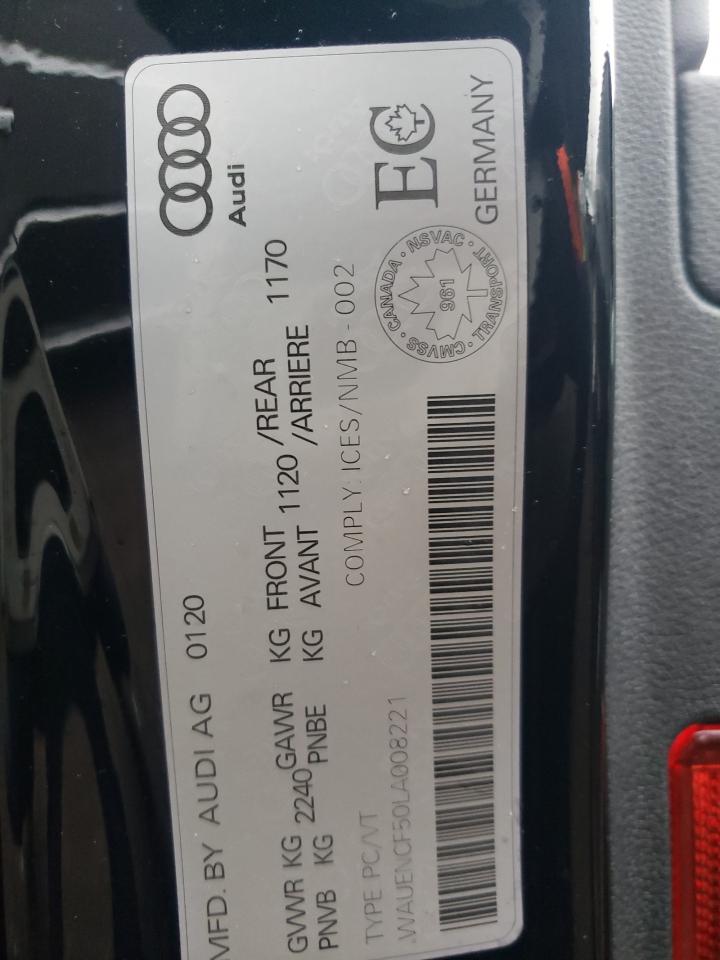 Audi
EC
GERMANY
MFD. BY AUDI AG 0120
GVWR KG 2240 GAWR KG FRONT 1120 /REAR 1170
PNVB KG PNBE KG AVANT /ARRIERE
COMPLY: ICES/NMB - 002
CMVSS · CANADA · NSVAC · TRANSPORT
961
TYPE PC/VT
WAUENCF50LA008221